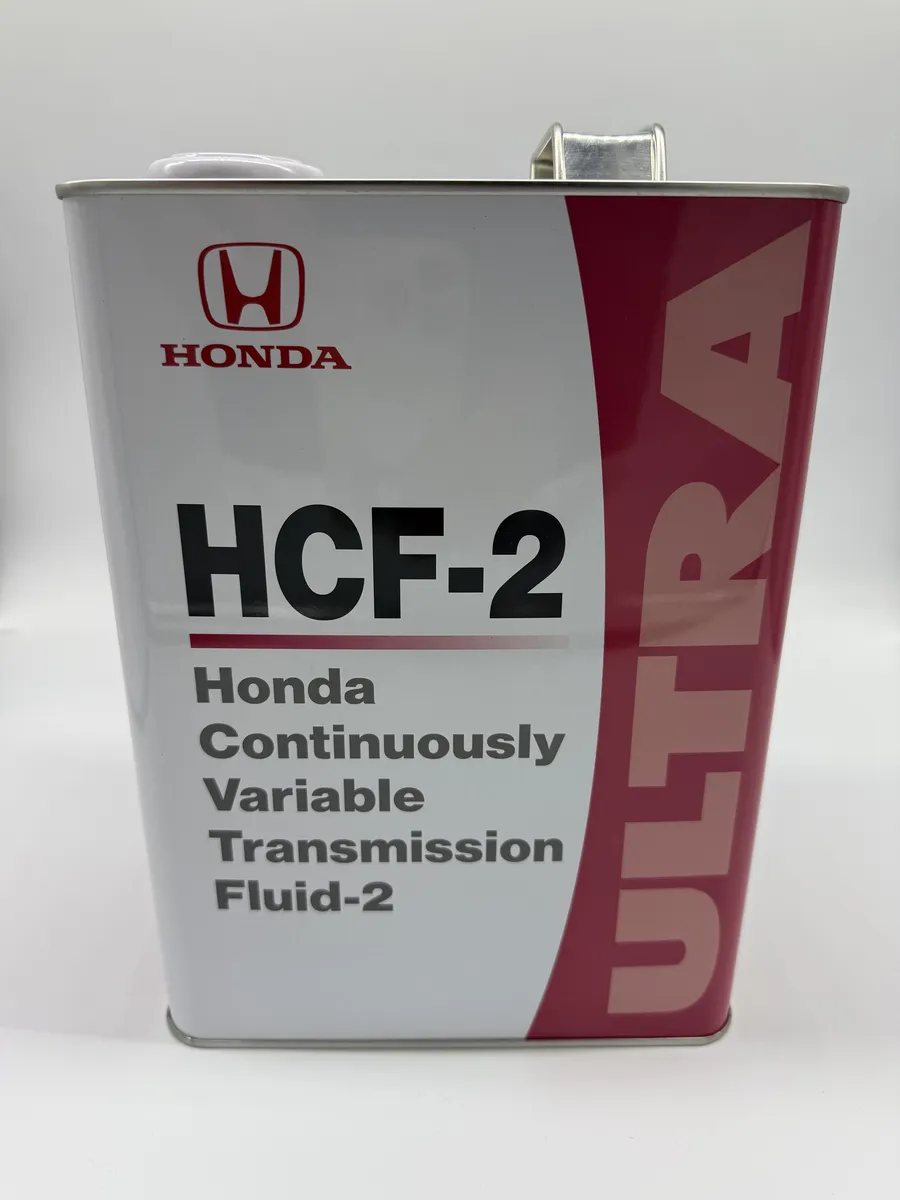 HONDA
HCF-2
Honda
Continuously
Variable
Transmission
Fluid-2
ULTRA